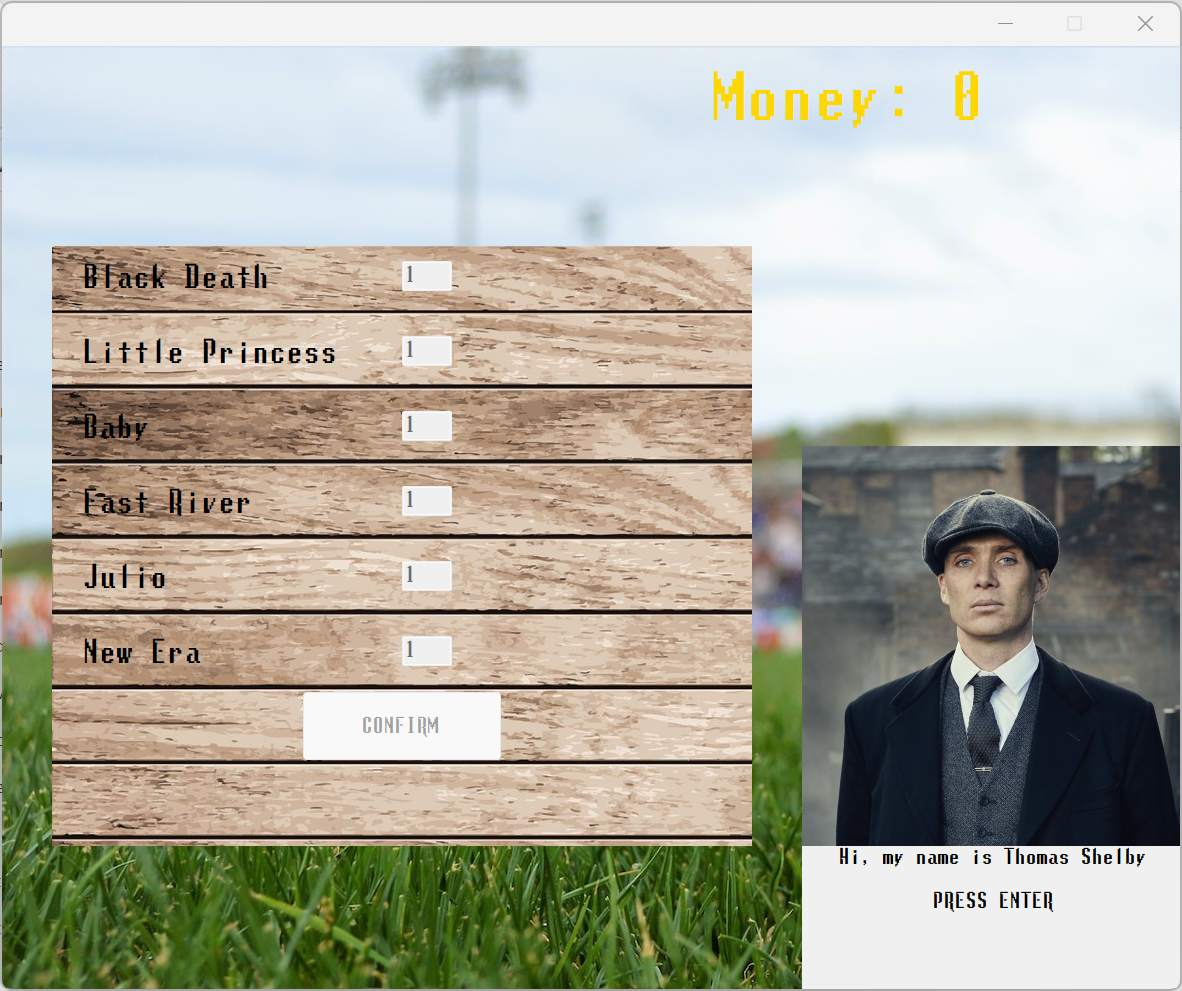 Money: 0
Black Death 1
Little Princess 1
Baby 1
Fast River 1
Julio 1
New Era 1
CONFIRM
Hi, my name is Thomas Shelby
PRESS ENTER